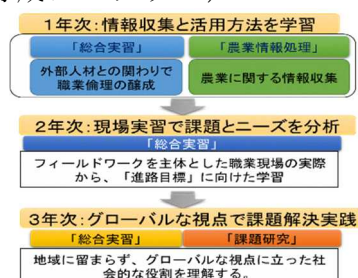 1年次：情報収集と活用方法を学習
「総合実習」
「農業情報処理」
外部人材との関わりで
職業倫理の醸成
農業に関する情報収集
2年次：現場実習で課題とニーズを分析
「総合実習」
フィールドワークを主体とした職業現場の実際
から、「進路目標」に向けた学習
3年次：グローバルな視点で課題解決実践
「総合実習」
「課題研究」
地域に留まらず、グローバルな視点に立った社
会的な役割を理解する。